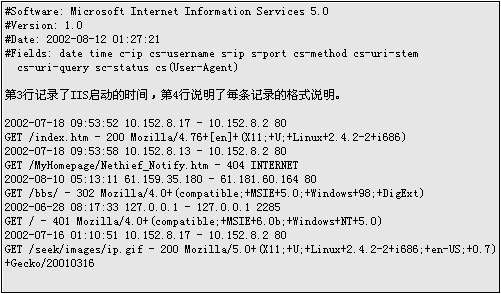 #Software: Microsoft Internet Information Services 5.0
#Version: 1.0
#Date: 2002-08-12 01:27:21
#Fields: date time c-ip cs-username s-ip s-port cs-method cs-uri-stem
cs-uri-query sc-status cs(User-Agent)
第3行记录了IIS启动的时间，第4行说明了每条记录的格式说明。
2002-07-18 09:53:52 10.152.8.17 - 10.152.8.2 80
GET /index.htm - 200 Mozilla/4.76+[en]+(X11;+U;+Linux+2.4.2-2+i686)
2002-07-18 09:53:58 10.152.8.13 - 10.152.8.2 80
GET /MyHomepage/Nethief_Notify.htm - 404 INTERNET
2002-08-10 05:13:11 61.159.35.180 - 61.181.60.164 80
GET /bbs/ - 302 Mozilla/4.0+(compatible;+MSIE+5.0;+Windows+98;+DigExt)
2002-06-28 08:17:33 127.0.0.1 - 127.0.0.1 2285
GET / - 401 Mozilla/4.0+(compatible;+MSIE+6.0b;+Windows+NT+5.0)
2002-07-16 01:10:51 10.152.8.17 - 10.152.8.2 80
GET /seek/images/ip.gif - 200 Mozilla/5.0+(X11;+U;+Linux+2.4.2-2+i686;+en-US;+0.7)
+Gecko/20010316